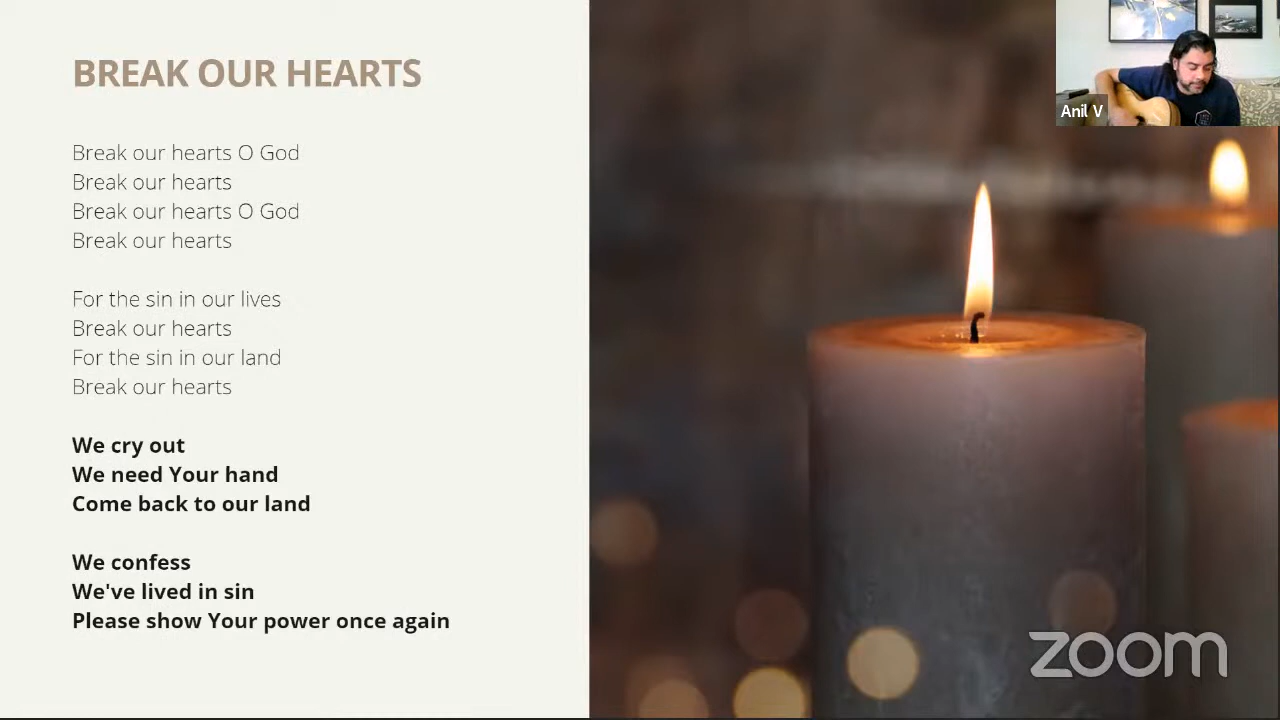 BREAK OUR HEARTS
Break our hearts O God
Break our hearts
Break our hearts O God
Break our hearts
For the sin in our lives
Break our hearts
For the sin in our land
Break our hearts
We cry out
We need Your hand
Come back to our land
We confess
We've lived in sin
Please show Your power once again
Anil V
zoom